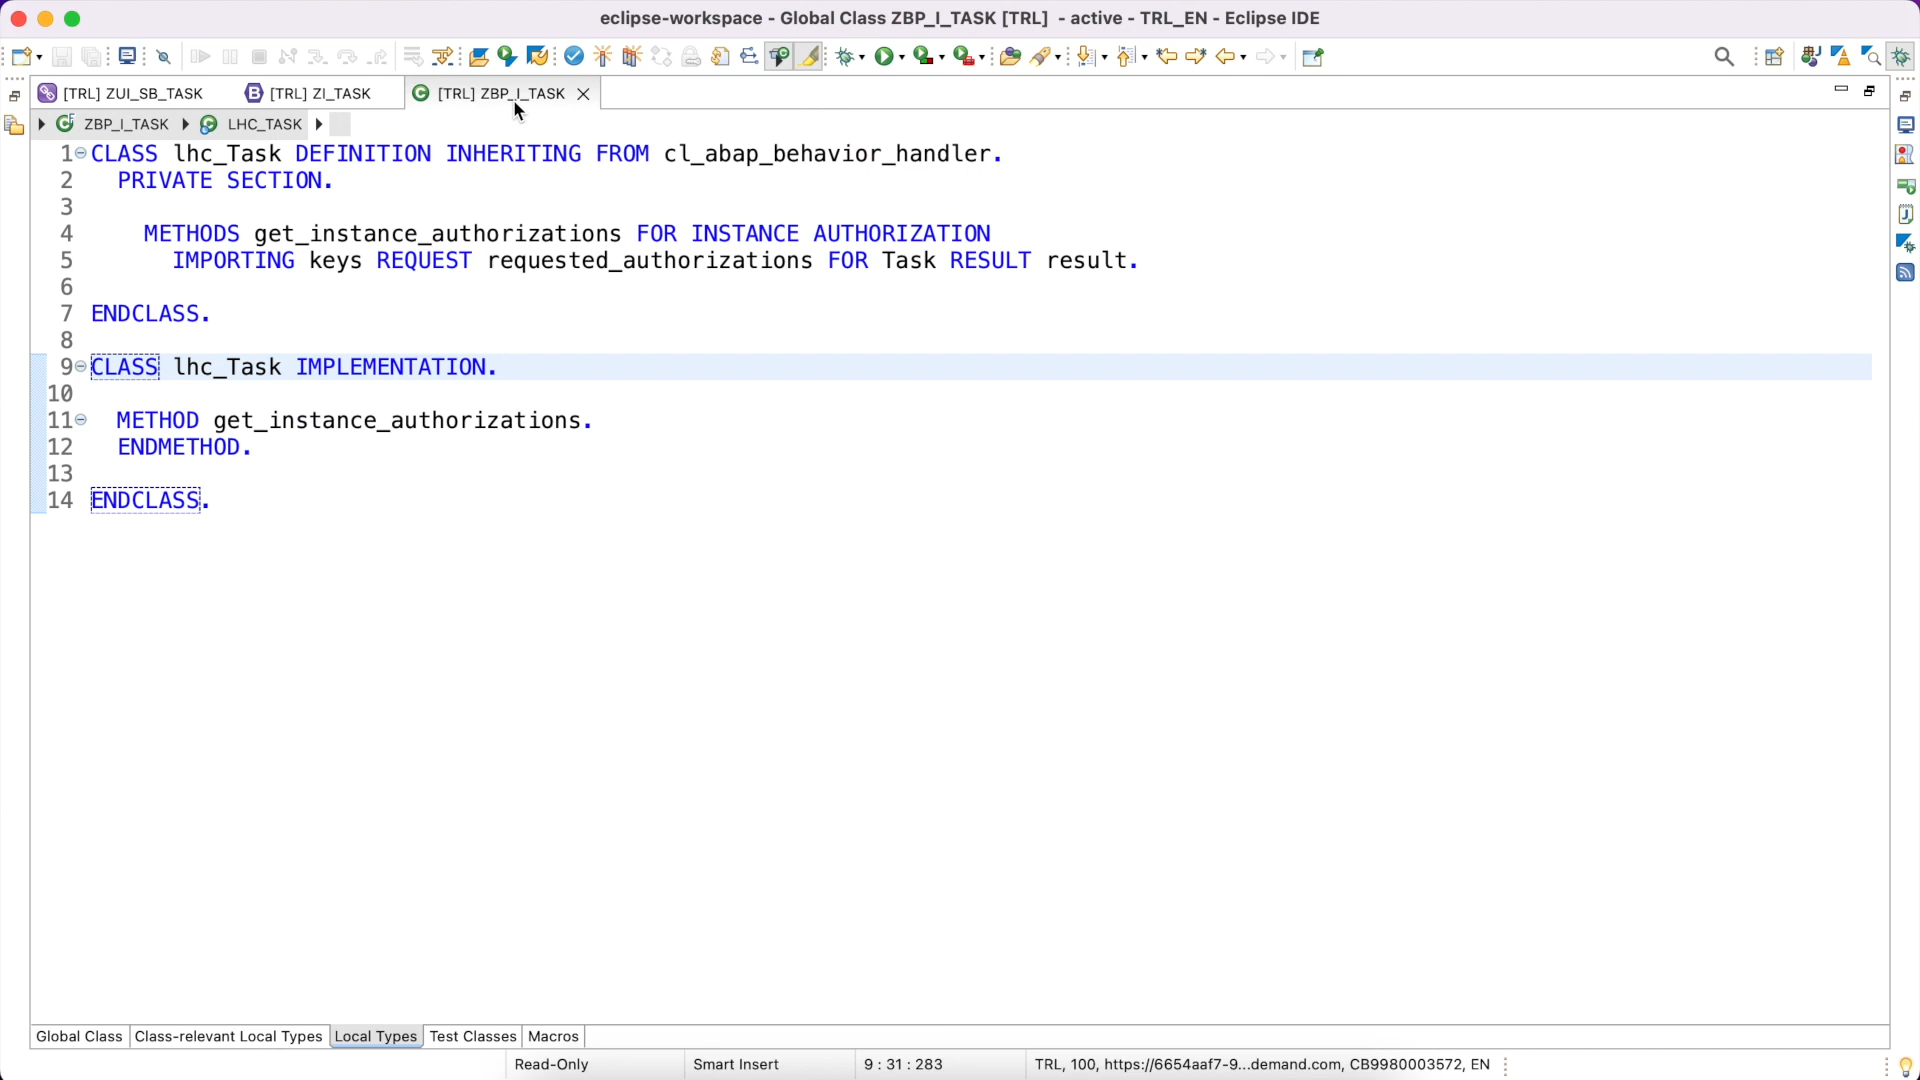 eclipse-workspace - Global Class ZBP_I_TASK [TRL] - active - TRL_EN - Eclipse IDE
[TRL] ZUI_SB_TASK
[TRL] ZI_TASK
[TRL] ZBP_I_TASK
ZBP_I_TASK LHC_TASK
1 CLASS lhc_Task DEFINITION INHERITING FROM cl_abap_behavior_handler.
2 PRIVATE SECTION.
3
4 METHODS get_instance_authorizations FOR INSTANCE AUTHORIZATION
5 IMPORTING keys REQUEST requested_authorizations FOR Task RESULT result.
6
7 ENDCLASS.
8
9 CLASS lhc_Task IMPLEMENTATION.
10
11 METHOD get_instance_authorizations.
12 ENDMETHOD.
13
14 ENDCLASS.
Global Class Class-relevant Local Types Local Types Test Classes Macros
Read-Only Smart Insert 9 : 31 : 283 TRL, 100, https://6654aaf7-9...demand.com, CB9980003572, EN